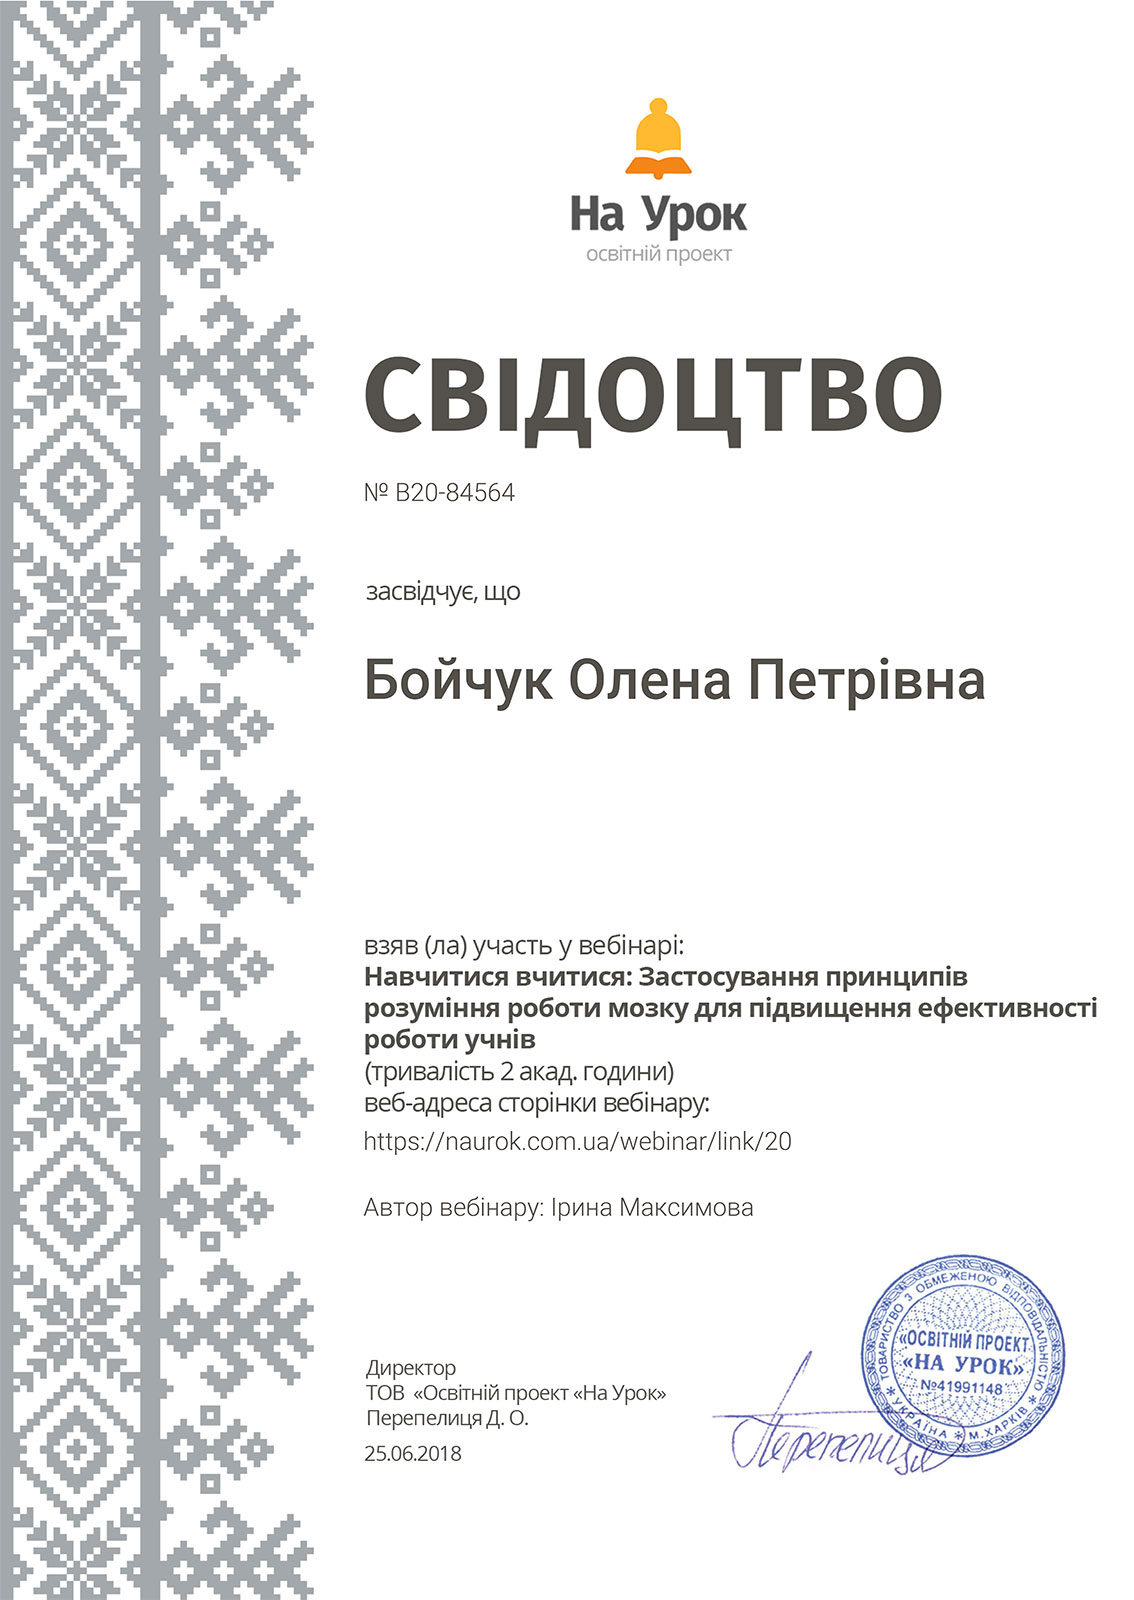 На Урок
освітній проект
СВІДОЦТВО
№ В20-84564
засвідчує, що
Бойчук Олена Петрівна
взяв (ла) участь у вебінарі:
Навчитися вчитися: Застосування принципів
розуміння роботи мозку для підвищення ефективності
роботи учнів
(тривалість 2 акад. години)
веб-адреса сторінки вебінару:
https://naurok.com.ua/webinar/link/20
Автор вебінару: Ірина Максимова
Директор
ТОВ «Освітній проект «На Урок»
Перепелиця Д. О.
25.06.2018
Перепелиця
ТОВАРИСТВО З ОБМЕЖЕНОЮ ВІДПОВІДАЛЬНІСТЮ
«ОСВІТНІЙ ПРОЕКТ
«НА УРОК»
№41991148
* УКРАЇНА * М.ХАРКІВ *